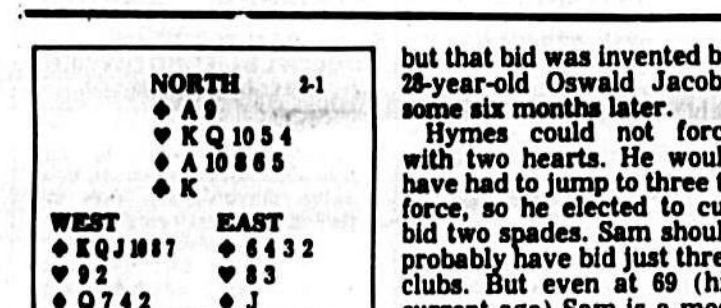 NORTH 2-1
♠ A 9
♥ K Q 10 5 4
♦ A 10 8 6 5
♣ K
WEST EAST
♠ K Q J 10 8 7 ♠ 6 4 3 2
♥ 9 2 ♥ 8 3
♦ Q 7 4 2 ♦ J
but that bid was invented b
28-year-old Oswald Jacob
some six months later.
Hymes could not forc
with two hearts. He woul
have had to jump to three t
force, so he elected to cu
bid two spades. Sam shoul
probably have bid just thre
clubs. But even at 69 (h
current age) Sam is a